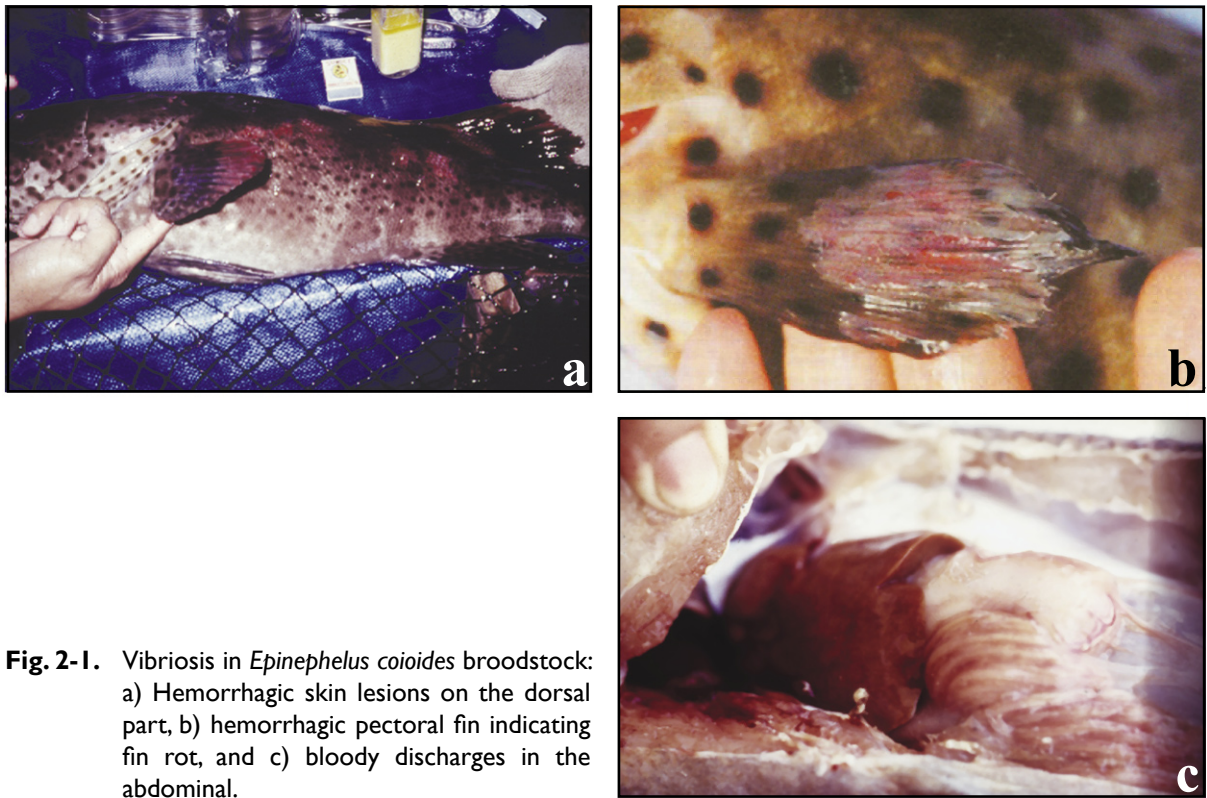 a
b
c
Fig. 2-1. Vibriosis in Epinephelus coioides broodstock:
a) Hemorrhagic skin lesions on the dorsal
part, b) hemorrhagic pectoral fin indicating
fin rot, and c) bloody discharges in the
abdominal.